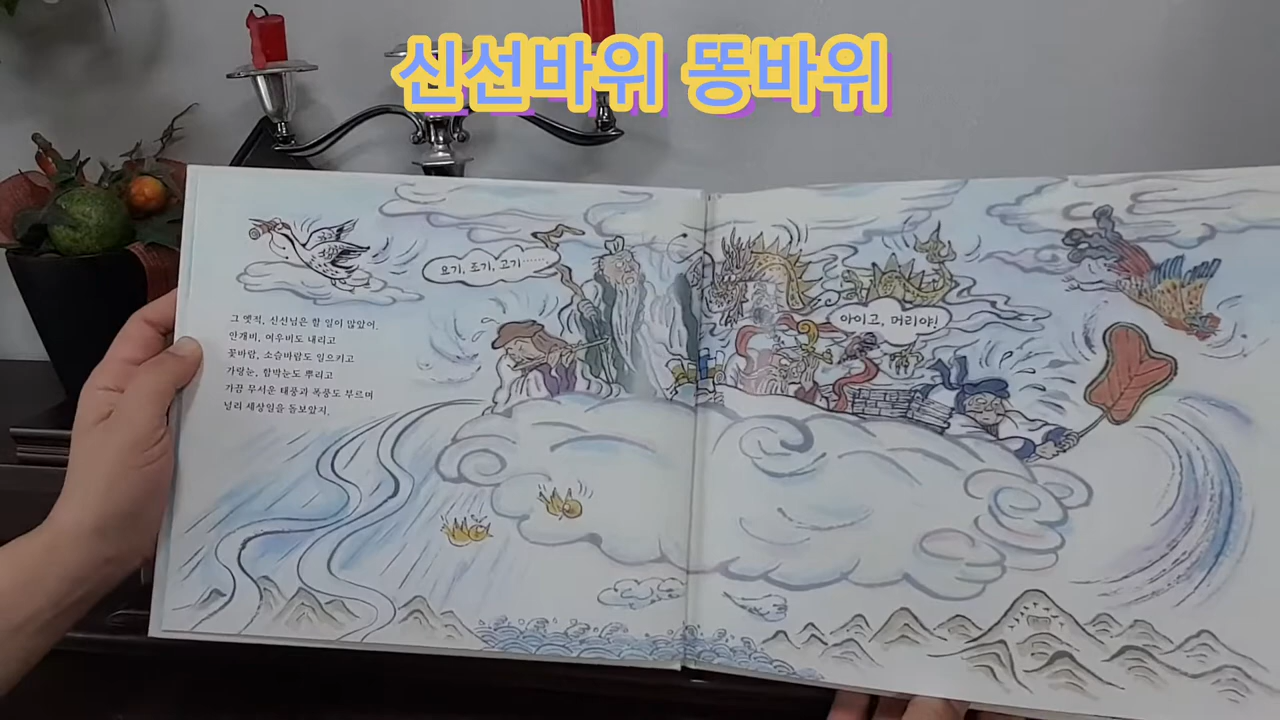 신선바위 똥바위
요기, 조기, 고기……
아이고, 머리야!
그 옛적, 신선님은 할 일이 많았어.
안개비, 여우비도 내리고
꽃바람, 소슬바람도 일으키고
가랑눈, 함박눈도 뿌리고
가끔 무서운 태풍과 폭풍도 부르며
널리 세상일을 돌보았지.